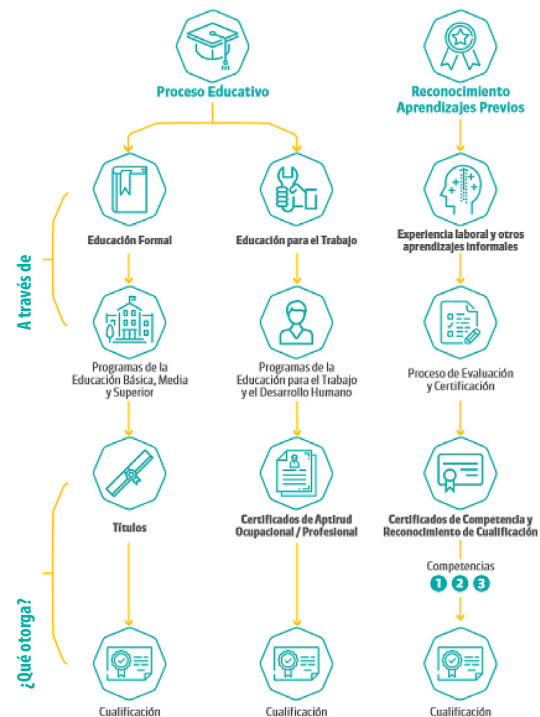 Proceso Educativo
Reconocimiento
Aprendizajes Previos
A través de
Educación Formal
Educación para el Trabajo
Experiencia laboral y otros
aprendizajes informales
Programas de la
Educación Básica, Media
y Superior
Programas de la
Educación para el Trabajo
y el Desarrollo Humano
Proceso de Evaluación
y Certificación
¿Qué otorga?
Títulos
Certificados de Aptirud
Ocupacional / Profesional
Certificados de Competencia y
Reconocimiento de Cualificación
Competencias
1 2 3
Cualificación
Cualificación
Cualificación